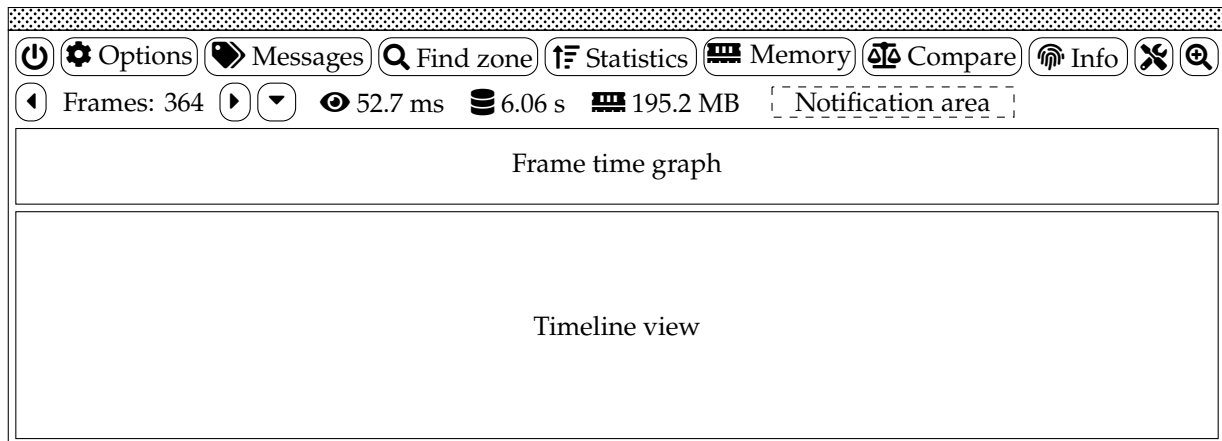 Options Messages Find zone Statistics Memory Compare Info
Frames: 364 52.7 ms 6.06 s 195.2 MB Notification area
Frame time graph
Timeline view